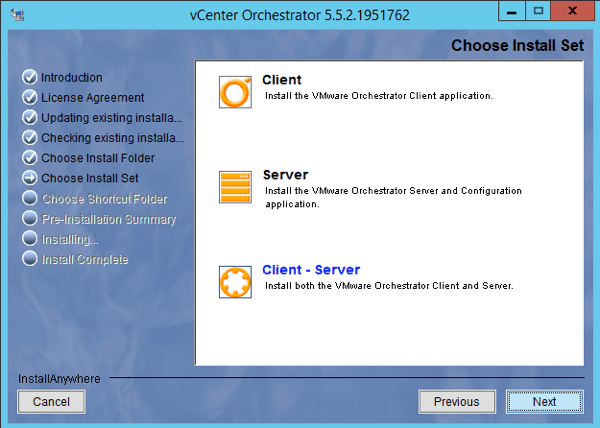 vCenter Orchestrator 5.5.2.1951762
Choose Install Set
Introduction
License Agreement
Updating existing installa...
Checking existing installa...
Choose Install Folder
Choose Install Set
Choose Shortcut Folder
Pre-Installation Summary
Installing...
Install Complete
Client
Install the VMware Orchestrator Client application.
Server
Install the VMware Orchestrator Server and Configuration
application.
Client - Server
Install both the VMware Orchestrator Client and Server.
InstallAnywhere
Cancel
Previous
Next